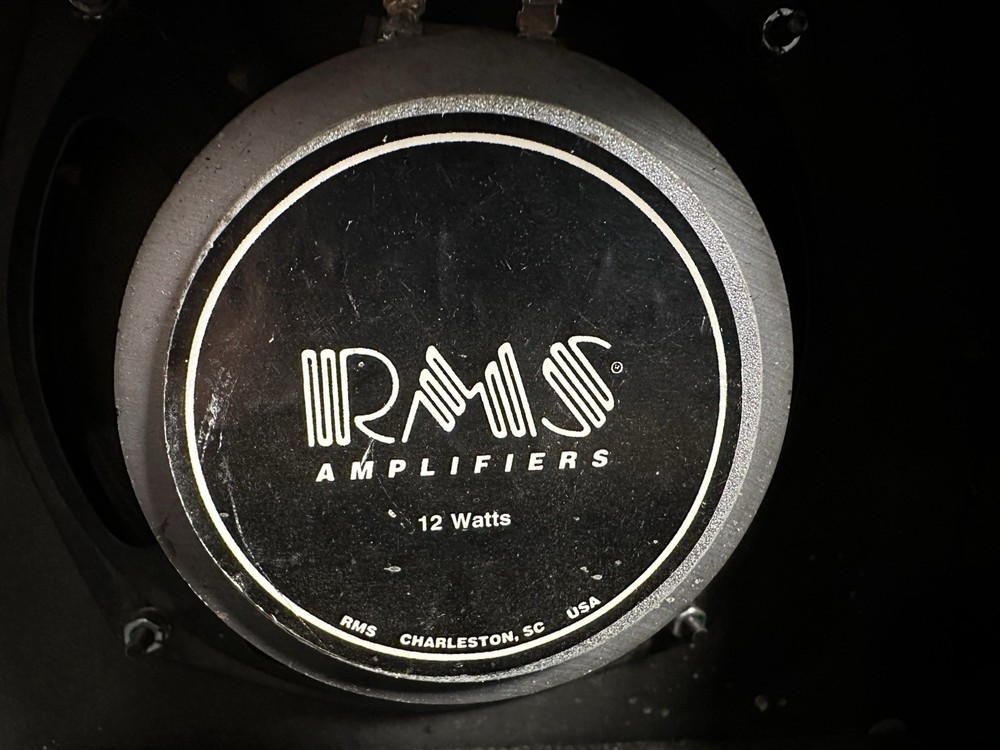 RMS
AMPLIFIERS
12 Watts
RMS CHARLESTON, SC USA